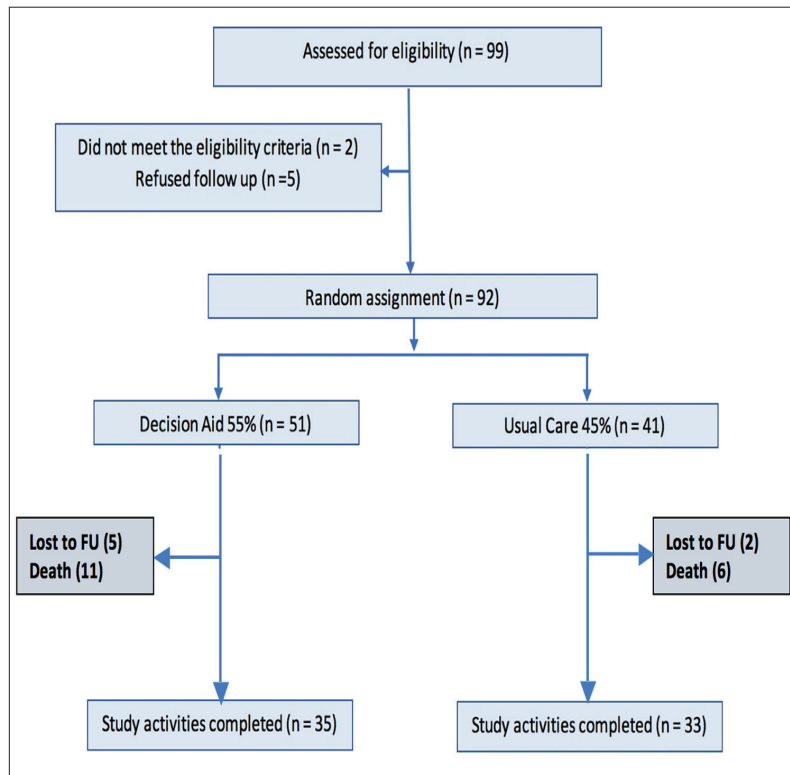 Assessed for eligibility (n = 99)
Did not meet the eligibility criteria (n = 2)
Refused follow up (n =5)
Random assignment (n = 92)
Decision Aid 55% (n = 51)
Usual Care 45% (n = 41)
Lost to FU (5)
Death (11)
Lost to FU (2)
Death (6)
Study activities completed (n = 35)
Study activities completed (n = 33)